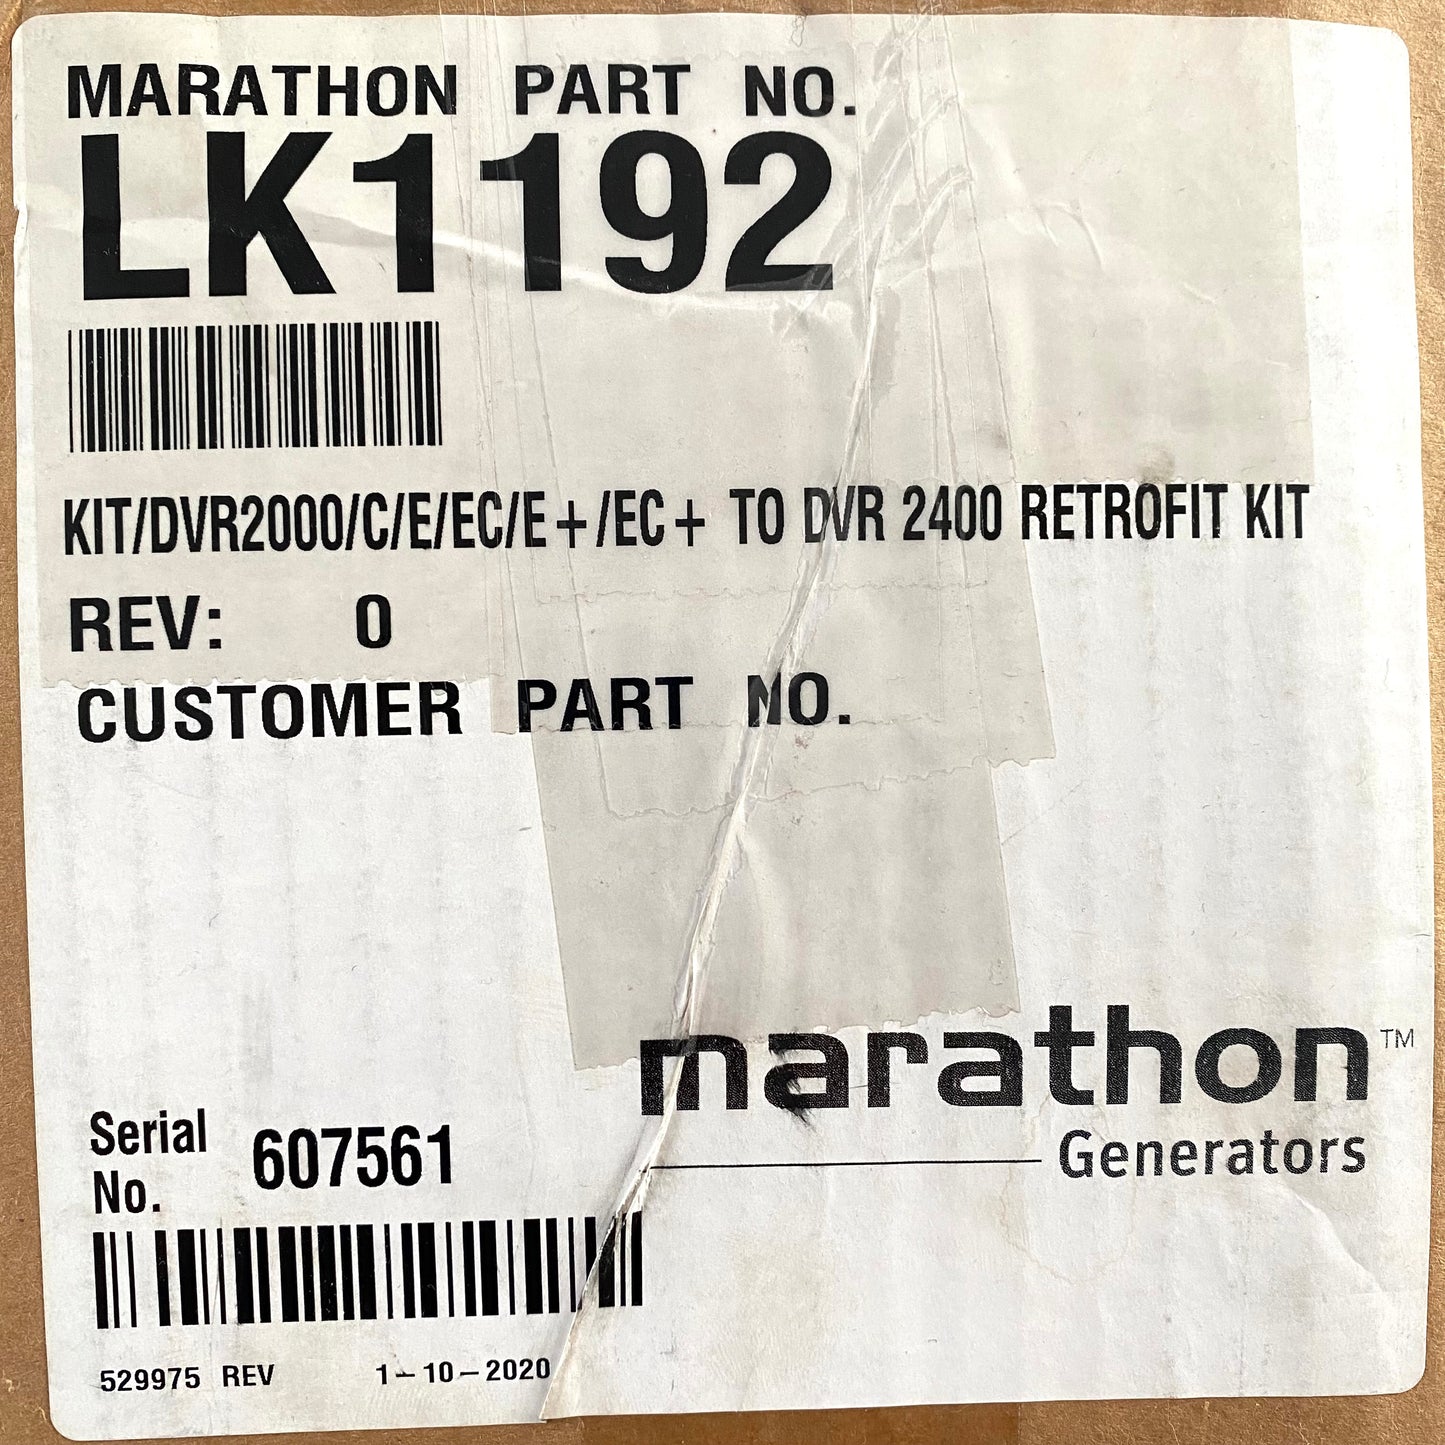 MARATHON PART NO.
LK1192
KIT/DVR2000/C/E/EC/E+/EC+ TO DVR 2400 RETROFIT KIT
REV: 0
CUSTOMER PART NO.
marathon™
Generators
Serial No. 607561
529975 REV 1-10-2020